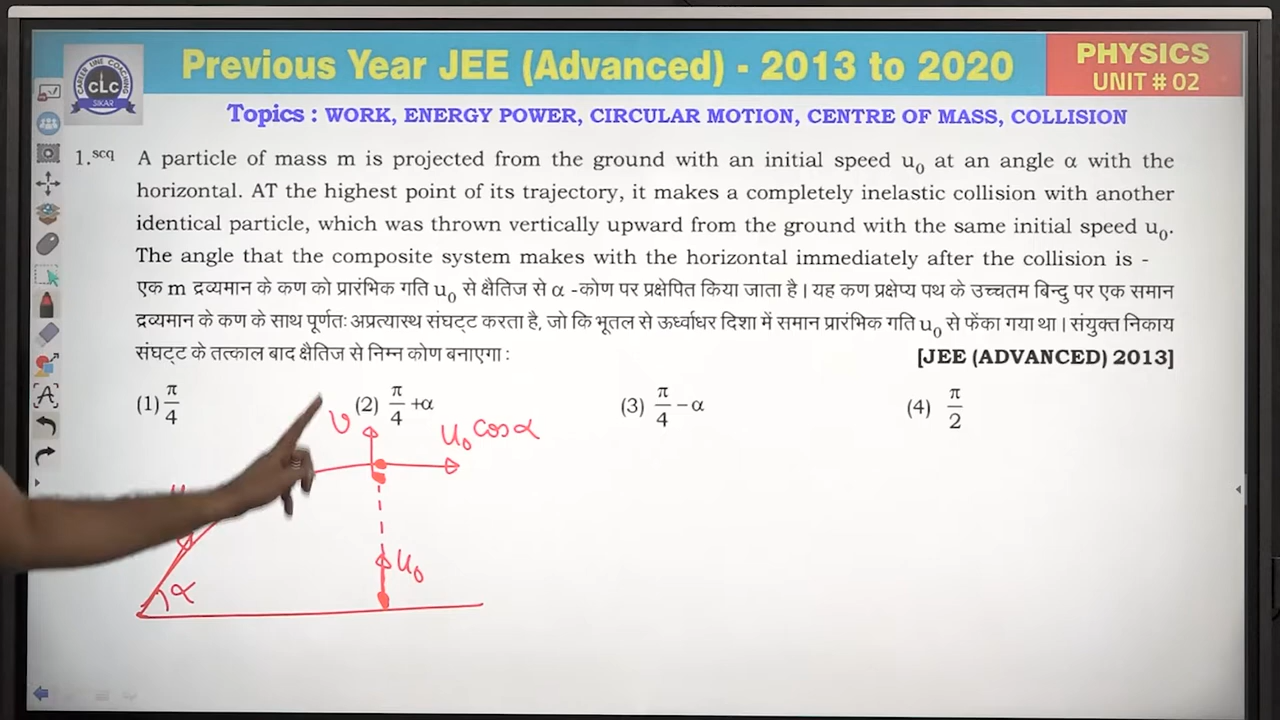 Previous Year JEE (Advanced) - 2013 to 2020
PHYSICS
UNIT # 02
CAREER LINE COACHING
CLC
SIKAR
Topics : WORK, ENERGY POWER, CIRCULAR MOTION, CENTRE OF MASS, COLLISION
1.scq A particle of mass m is projected from the ground with an initial speed u₀ at an angle α with the
horizontal. AT the highest point of its trajectory, it makes a completely inelastic collision with another
identical particle, which was thrown vertically upward from the ground with the same initial speed u₀.
The angle that the composite system makes with the horizontal immediately after the collision is -
एक m द्रव्यमान के कण को प्रारंभिक गति u₀ से क्षैतिज से α -कोण पर प्रक्षेपित किया जाता है। यह कण प्रक्षेप्य पथ के उच्चतम बिन्दु पर एक समान
द्रव्यमान के कण के साथ पूर्णतः अप्रत्यास्थ संघट्ट करता है, जो कि भूतल से ऊर्ध्वाधर दिशा में समान प्रारंभिक गति u₀ से फेंका गया था। संयुक्त निकाय
संघट्ट के तत्काल बाद क्षैतिज से निम्न कोण बनाएगा :
[JEE (ADVANCED) 2013]
(1) π/4 (2) π/4 +α (3) π/4 – α (4) π/2
v
u₀ cosα
u₀
α
A